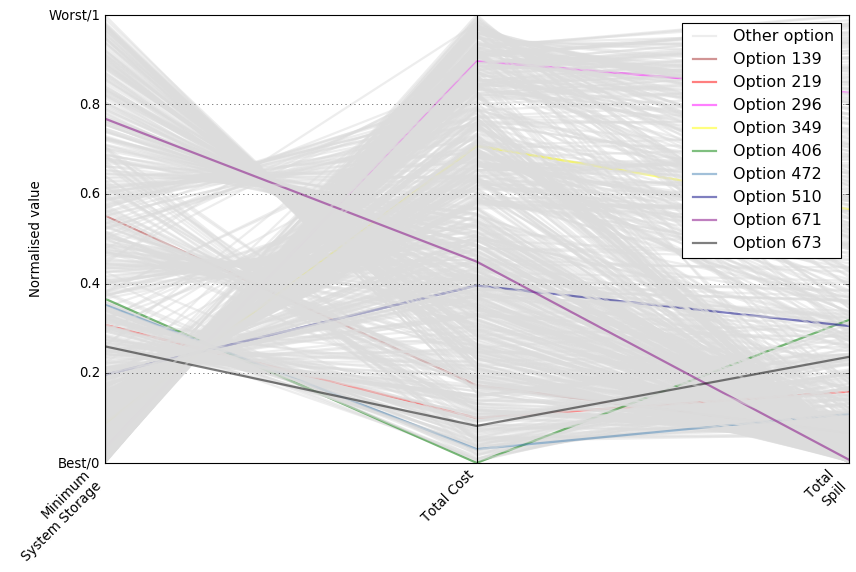 Worst/1
0.8
0.6
0.4
0.2
Best/0
Normalised value
Other option
Option 139
Option 219
Option 296
Option 349
Option 406
Option 472
Option 510
Option 671
Option 673
Minimum
System Storage
Total Cost
Total
Spill